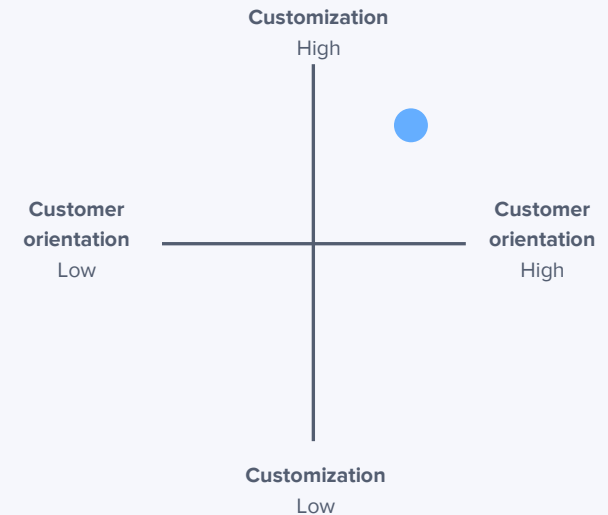 Customization
High
Customer
orientation
Low
Customer
orientation
High
Customization
Low